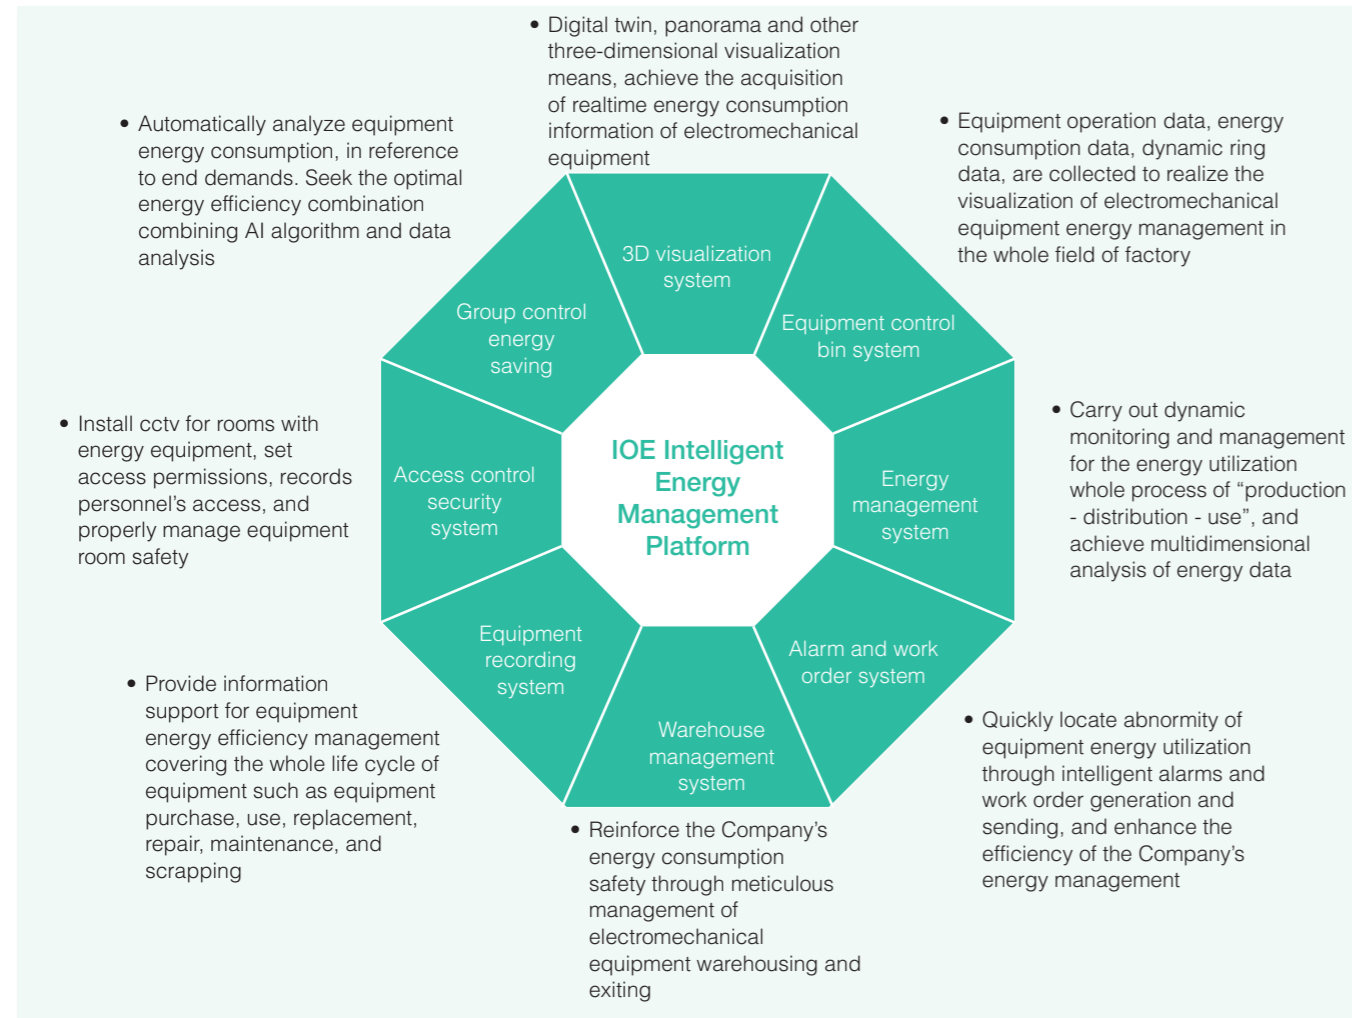 • Digital twin, panorama and other
three-dimensional visualization
means, achieve the acquisition
of realtime energy consumption
information of electromechanical
equipment
• Automatically analyze equipment
energy consumption, in reference
to end demands. Seek the optimal
energy efficiency combination
combining AI algorithm and data
analysis
• Equipment operation data, energy
consumption data, dynamic ring
data, are collected to realize the
visualization of electromechanical
equipment energy management in
the whole field of factory
3D visualization
system
Group control
energy
saving
Equipment control
bin system
• Install cctv for rooms with
energy equipment, set
access permissions, records
personnel's access, and
properly manage equipment
room safety
Access control
security
system
IOE Intelligent
Energy
Management
Platform
Energy
management
system
• Carry out dynamic
monitoring and management
for the energy utilization
whole process of “production
- distribution - use”, and
achieve multidimensional
analysis of energy data
Equipment
recording
system
Alarm and work
order system
Warehouse
management
system
• Provide information
support for equipment
energy efficiency management
covering the whole life cycle of
equipment such as equipment
purchase, use, replacement,
repair, maintenance, and
scrapping
• Quickly locate abnormity of
equipment energy utilization
through intelligent alarms and
work order generation and
sending, and enhance the
efficiency of the Company's
energy management
• Reinforce the Company's
energy consumption
safety through meticulous
management of
electromechanical
equipment warehousing and
exiting